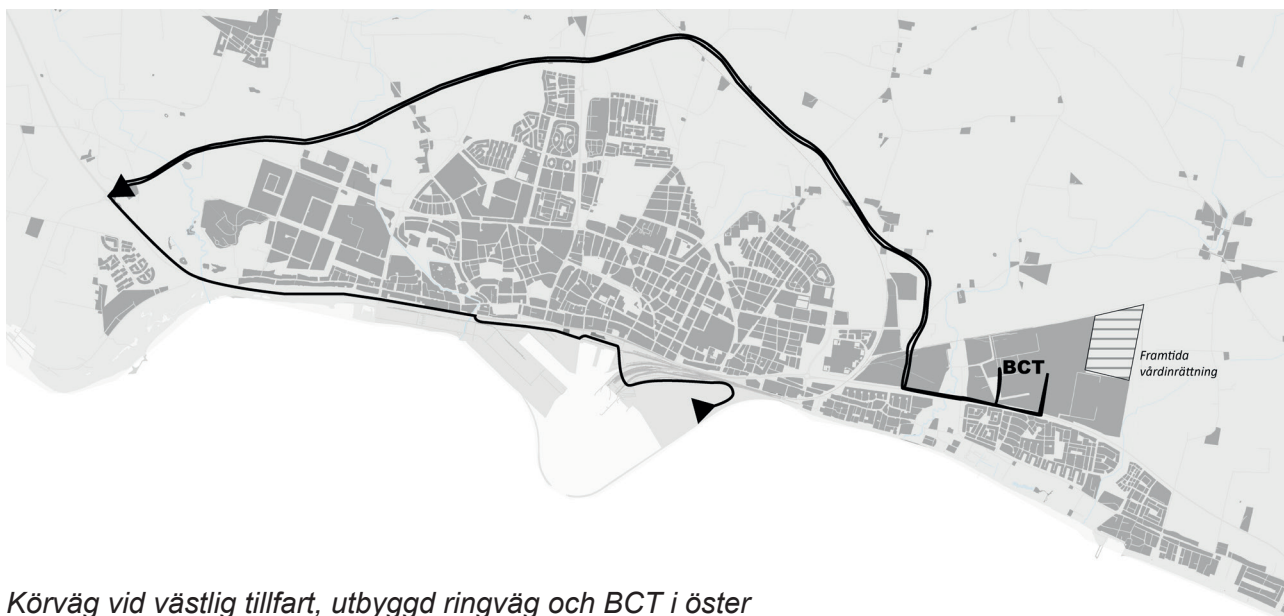 BCT
Framtida
vårdinrättning
Körväg vid västlig tillfart, utbyggd ringväg och BCT i öster